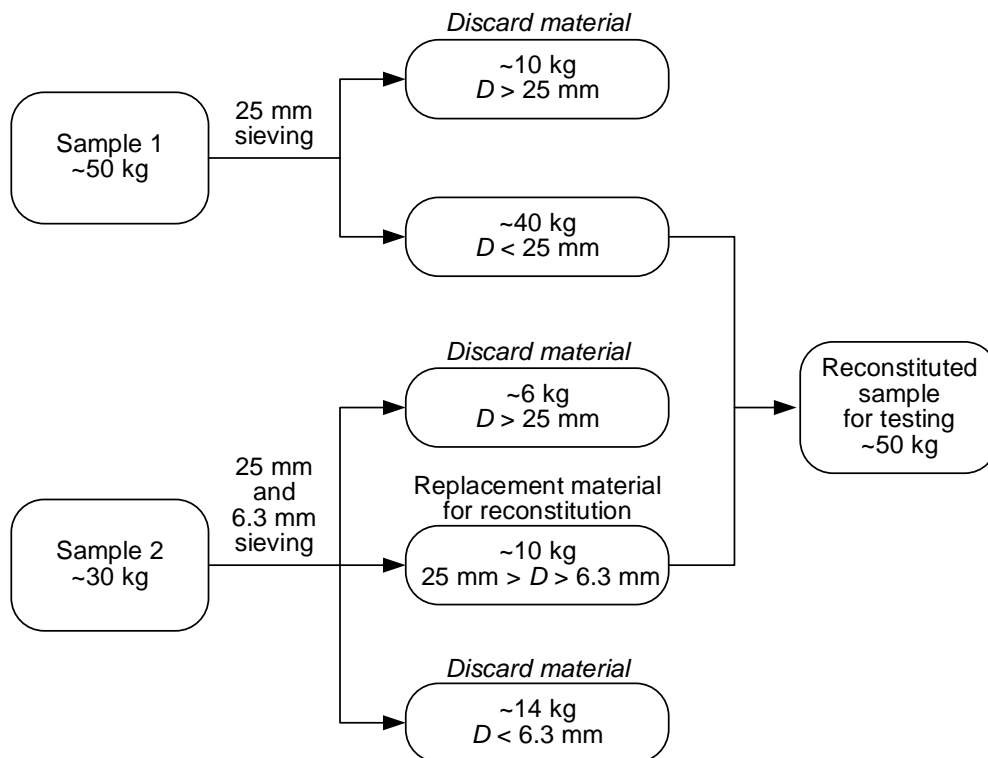 Discard material
~10 kg
D > 25 mm
25 mm
sieving
Sample 1
~50 kg
~40 kg
D < 25 mm
Discard material
~6 kg
D > 25 mm
Reconstituted
sample
for testing
~50 kg
25 mm
and
6.3 mm
sieving
Replacement material
for reconstitution
Sample 2
~30 kg
~10 kg
25 mm > D > 6.3 mm
Discard material
~14 kg
D < 6.3 mm